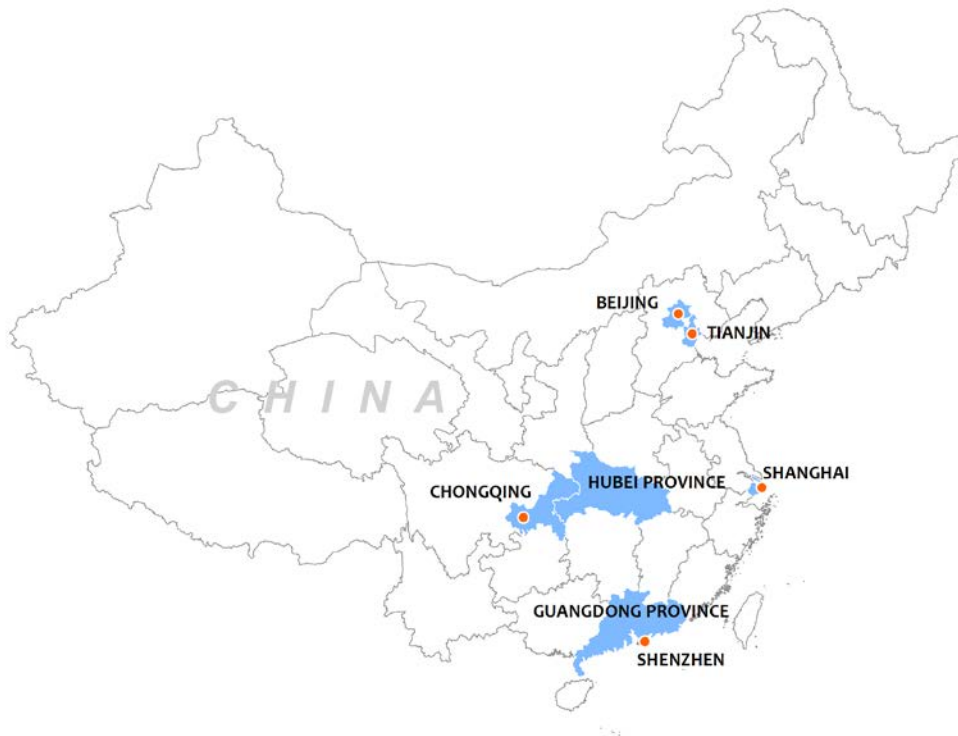 BEIJING
TIANJIN
CHINA
SHANGHAI
HUBEI PROVINCE
CHONGQING
GUANGDONG PROVINCE
SHENZHEN